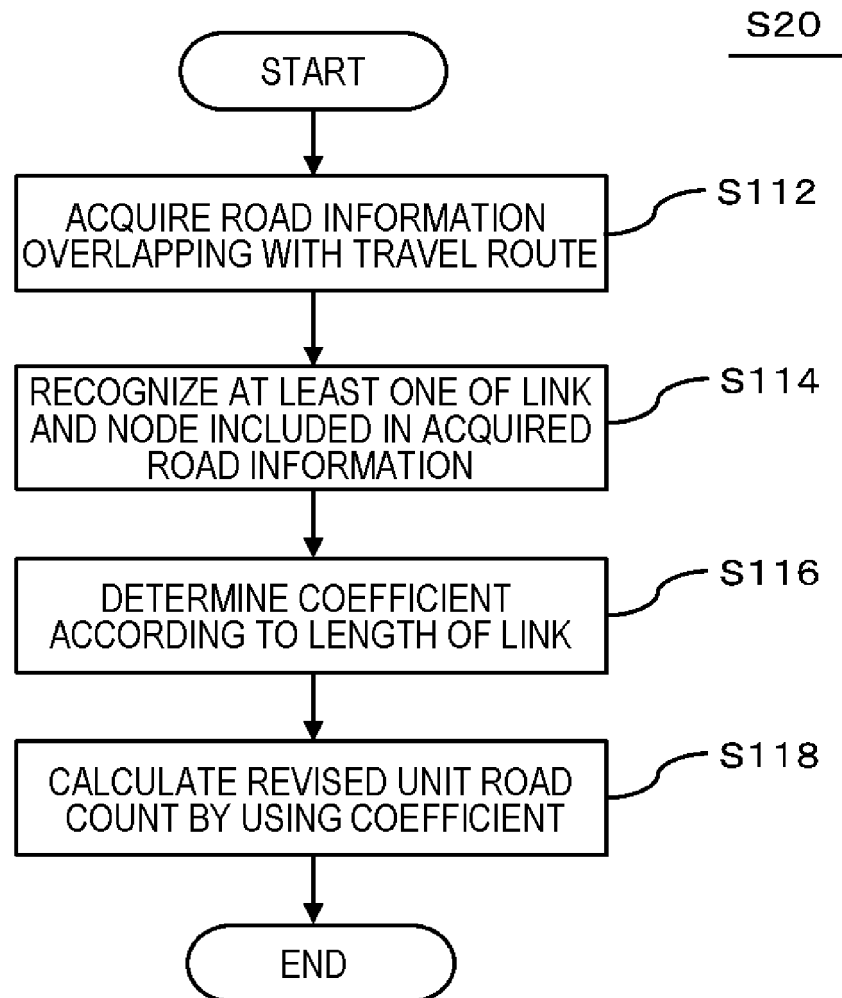 S20
START
S112
ACQUIRE ROAD INFORMATION
OVERLAPPING WITH TRAVEL ROUTE
S114
RECOGNIZE AT LEAST ONE OF LINK
AND NODE INCLUDED IN ACQUIRED
ROAD INFORMATION
S116
DETERMINE COEFFICIENT
ACCORDING TO LENGTH OF LINK
S118
CALCULATE REVISED UNIT ROAD
COUNT BY USING COEFFICIENT
END